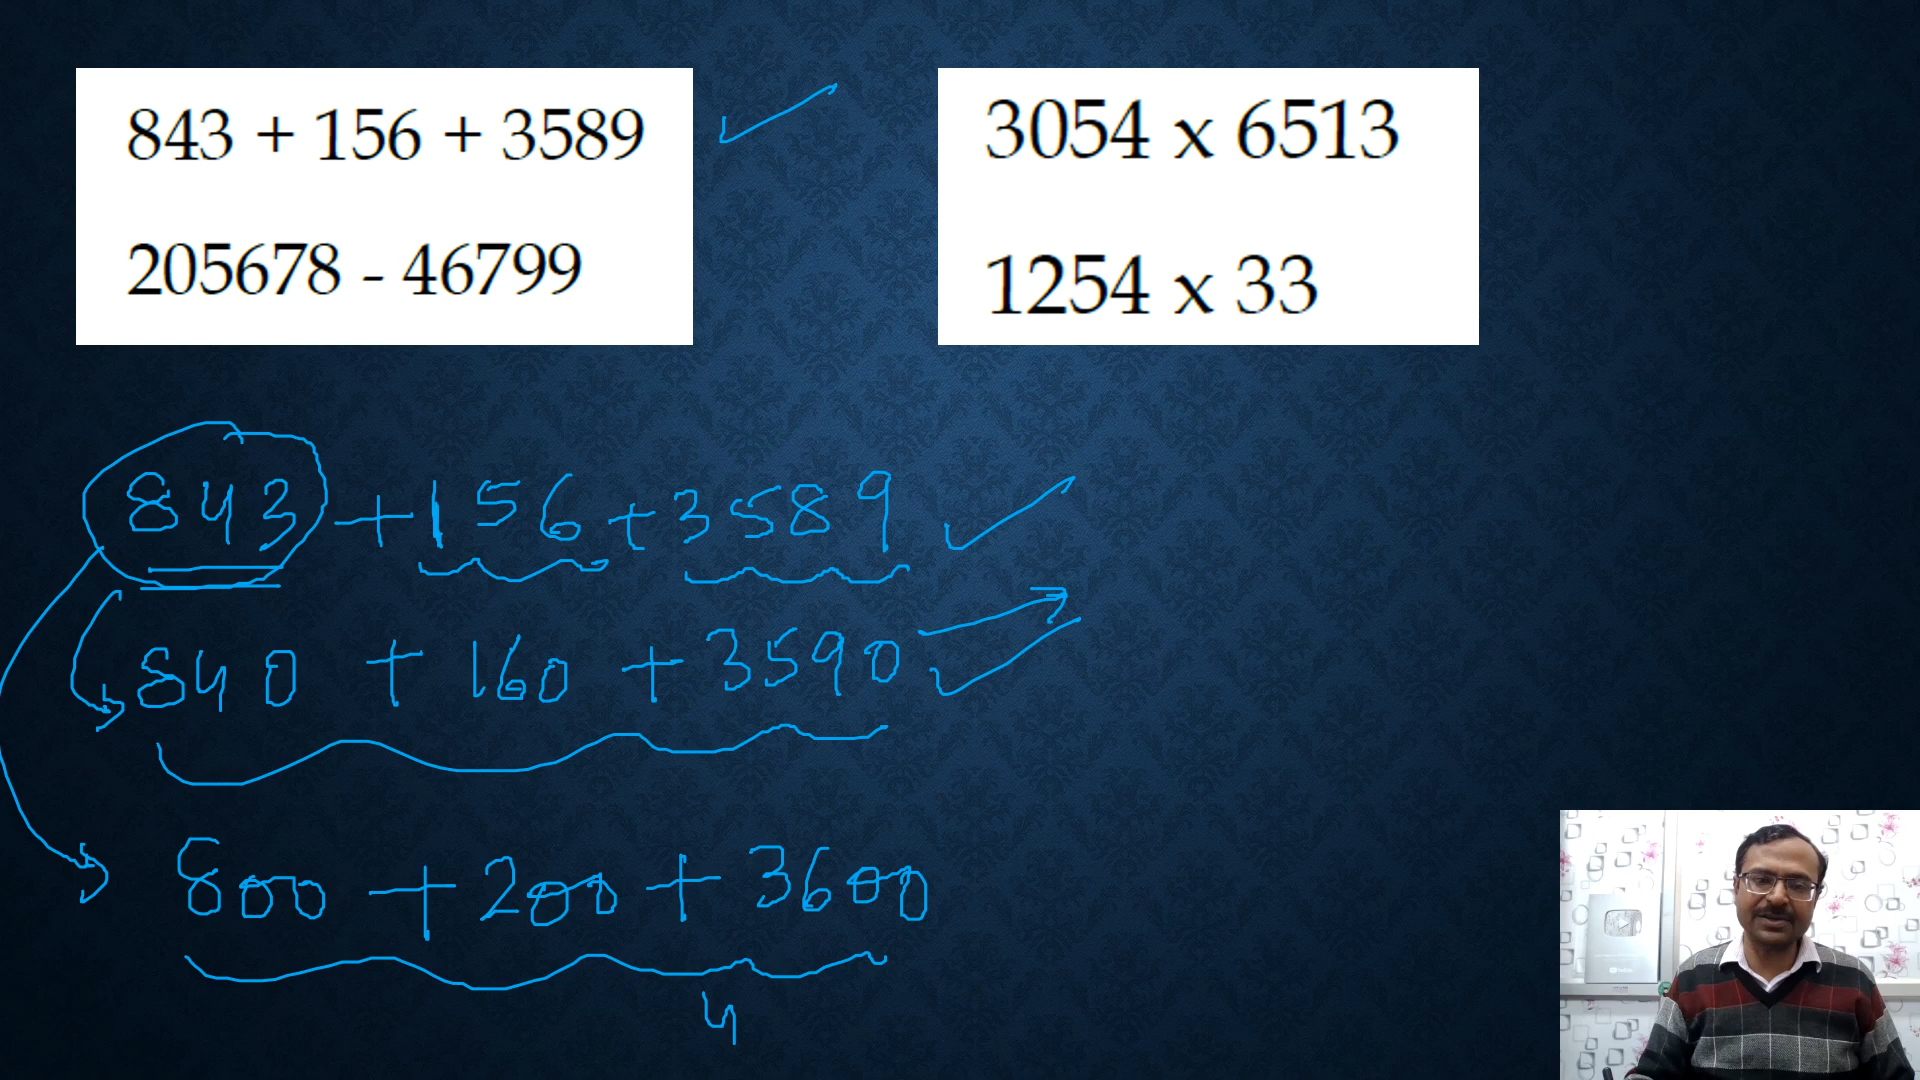 843 + 156 + 3589
205678 - 46799
3054 x 6513
1254 x 33
843 + 156 + 3589
840 + 160 + 3590
800 + 200 + 3600
4